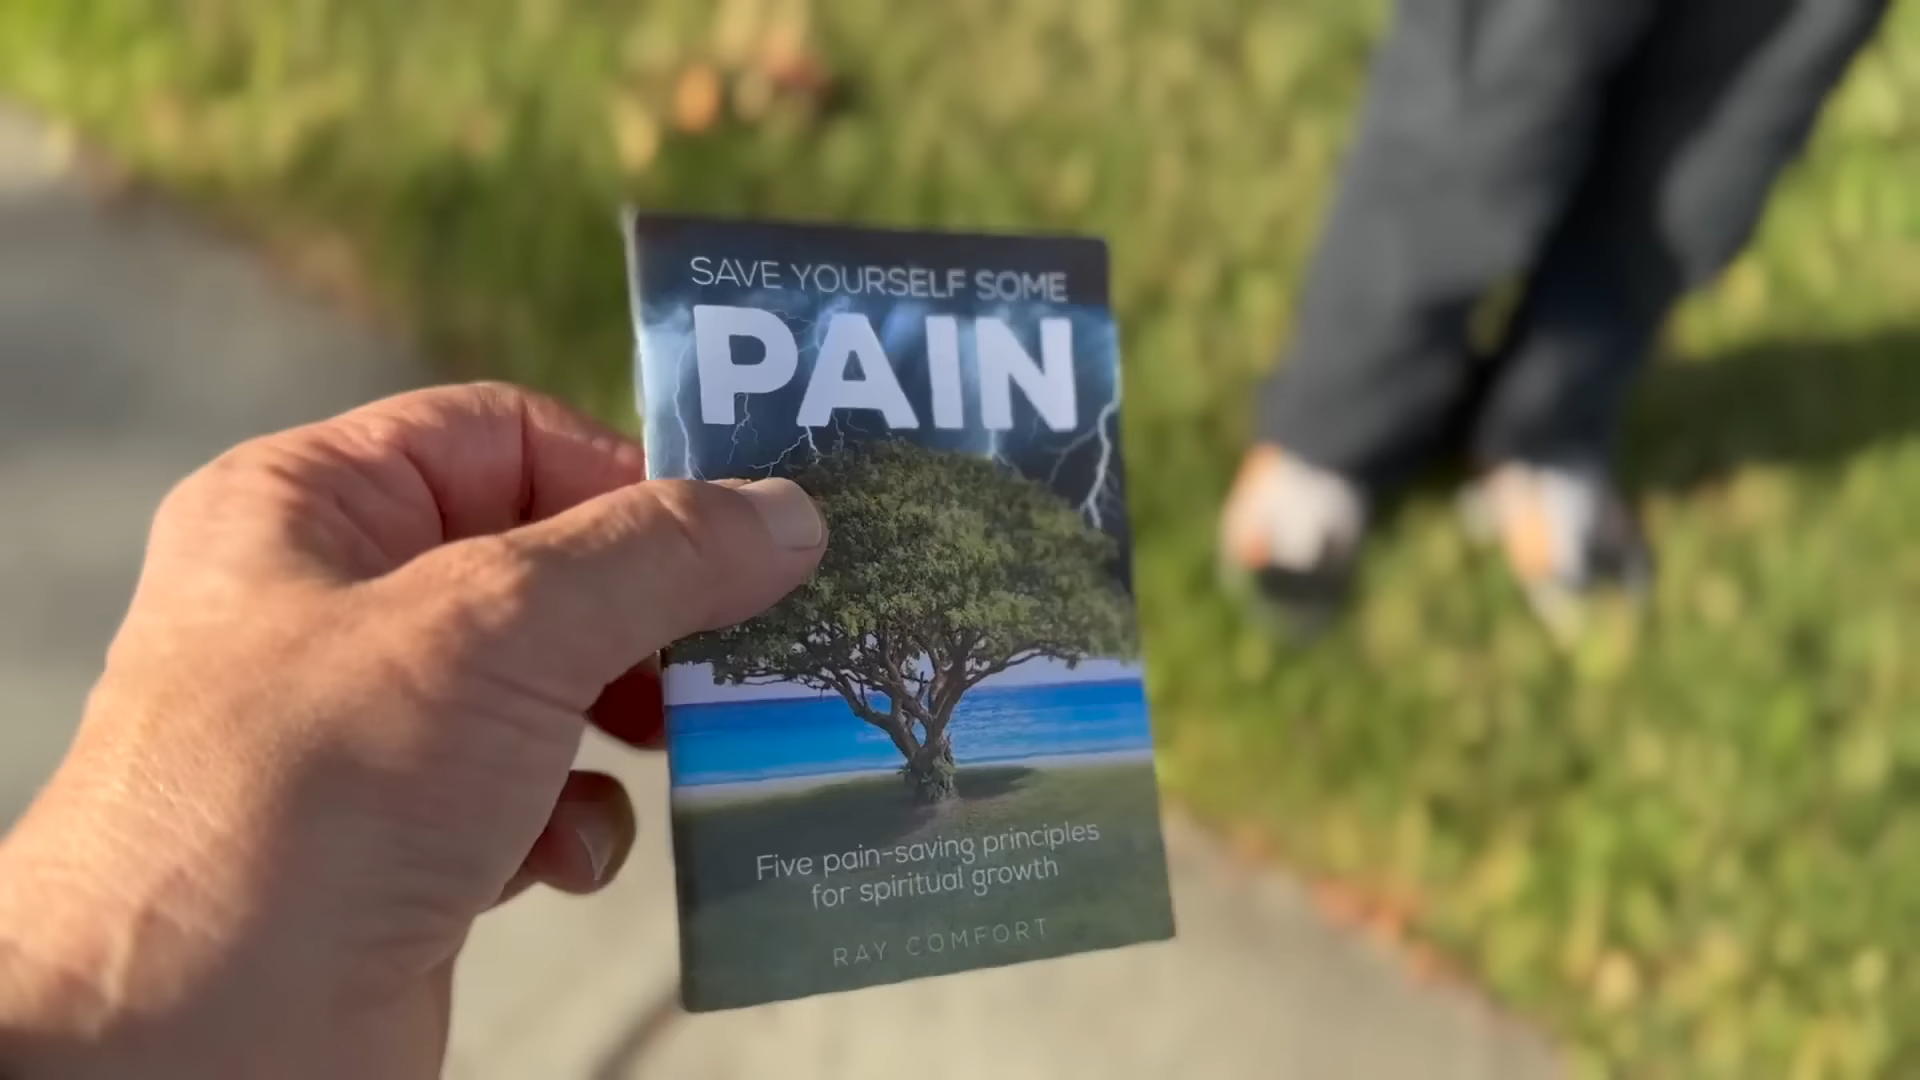 SAVE YOURSELF SOME
PAIN
Five pain-saving principles
for spiritual growth
RAY COMFORT